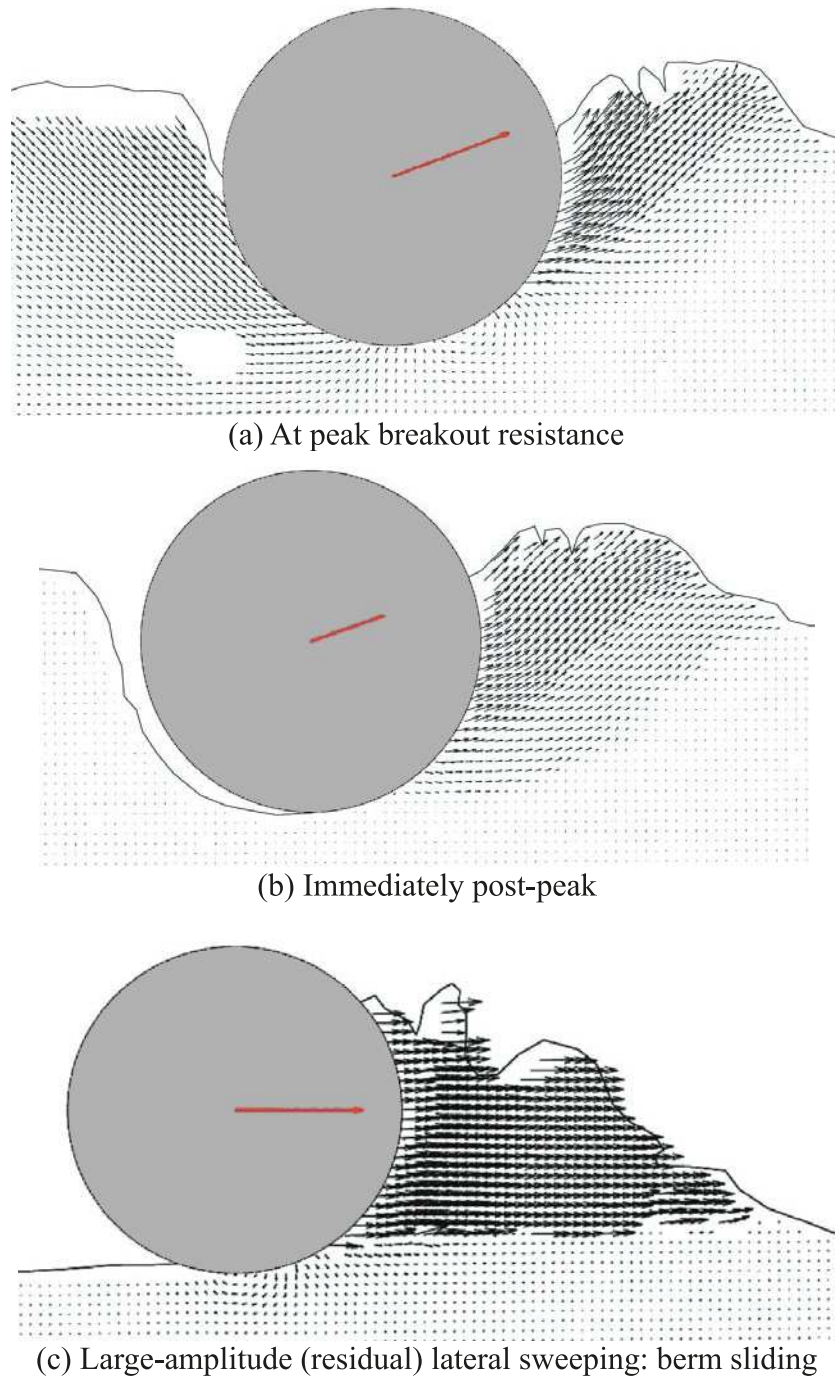 (a) At peak breakout resistance
(b) Immediately post-peak
(c) Large-amplitude (residual) lateral sweeping: berm sliding